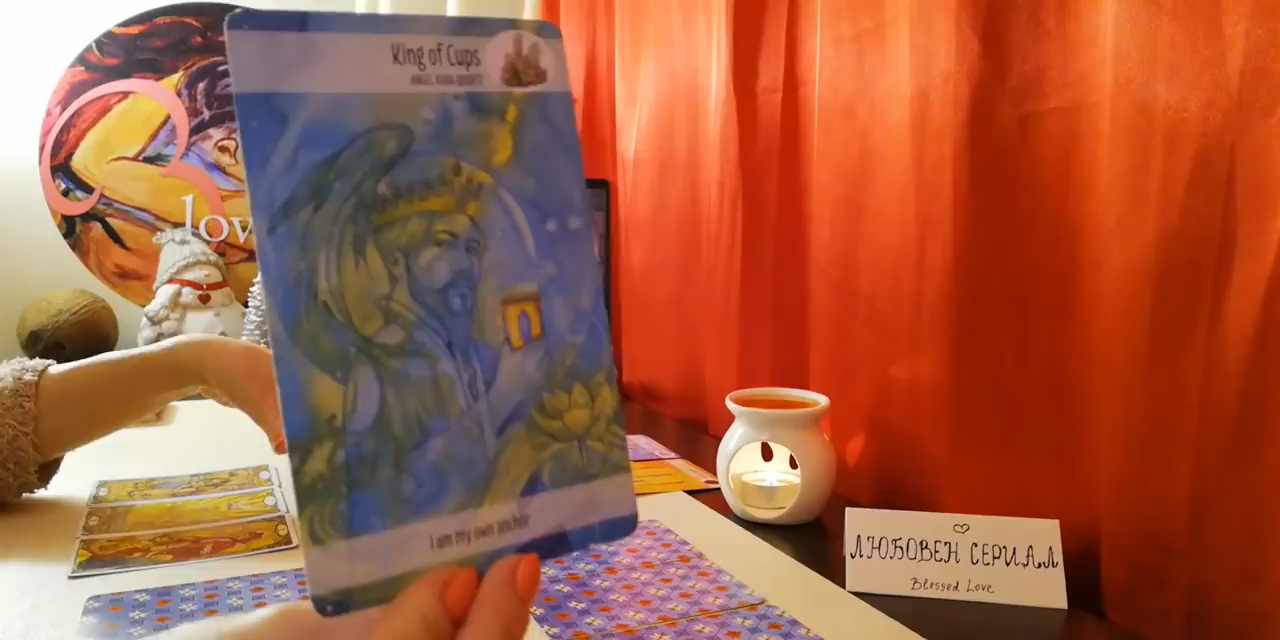 King of Cups
I am my own anchor
love
ЛЮБОВЕН СЕРИАЛ
Blessed Love